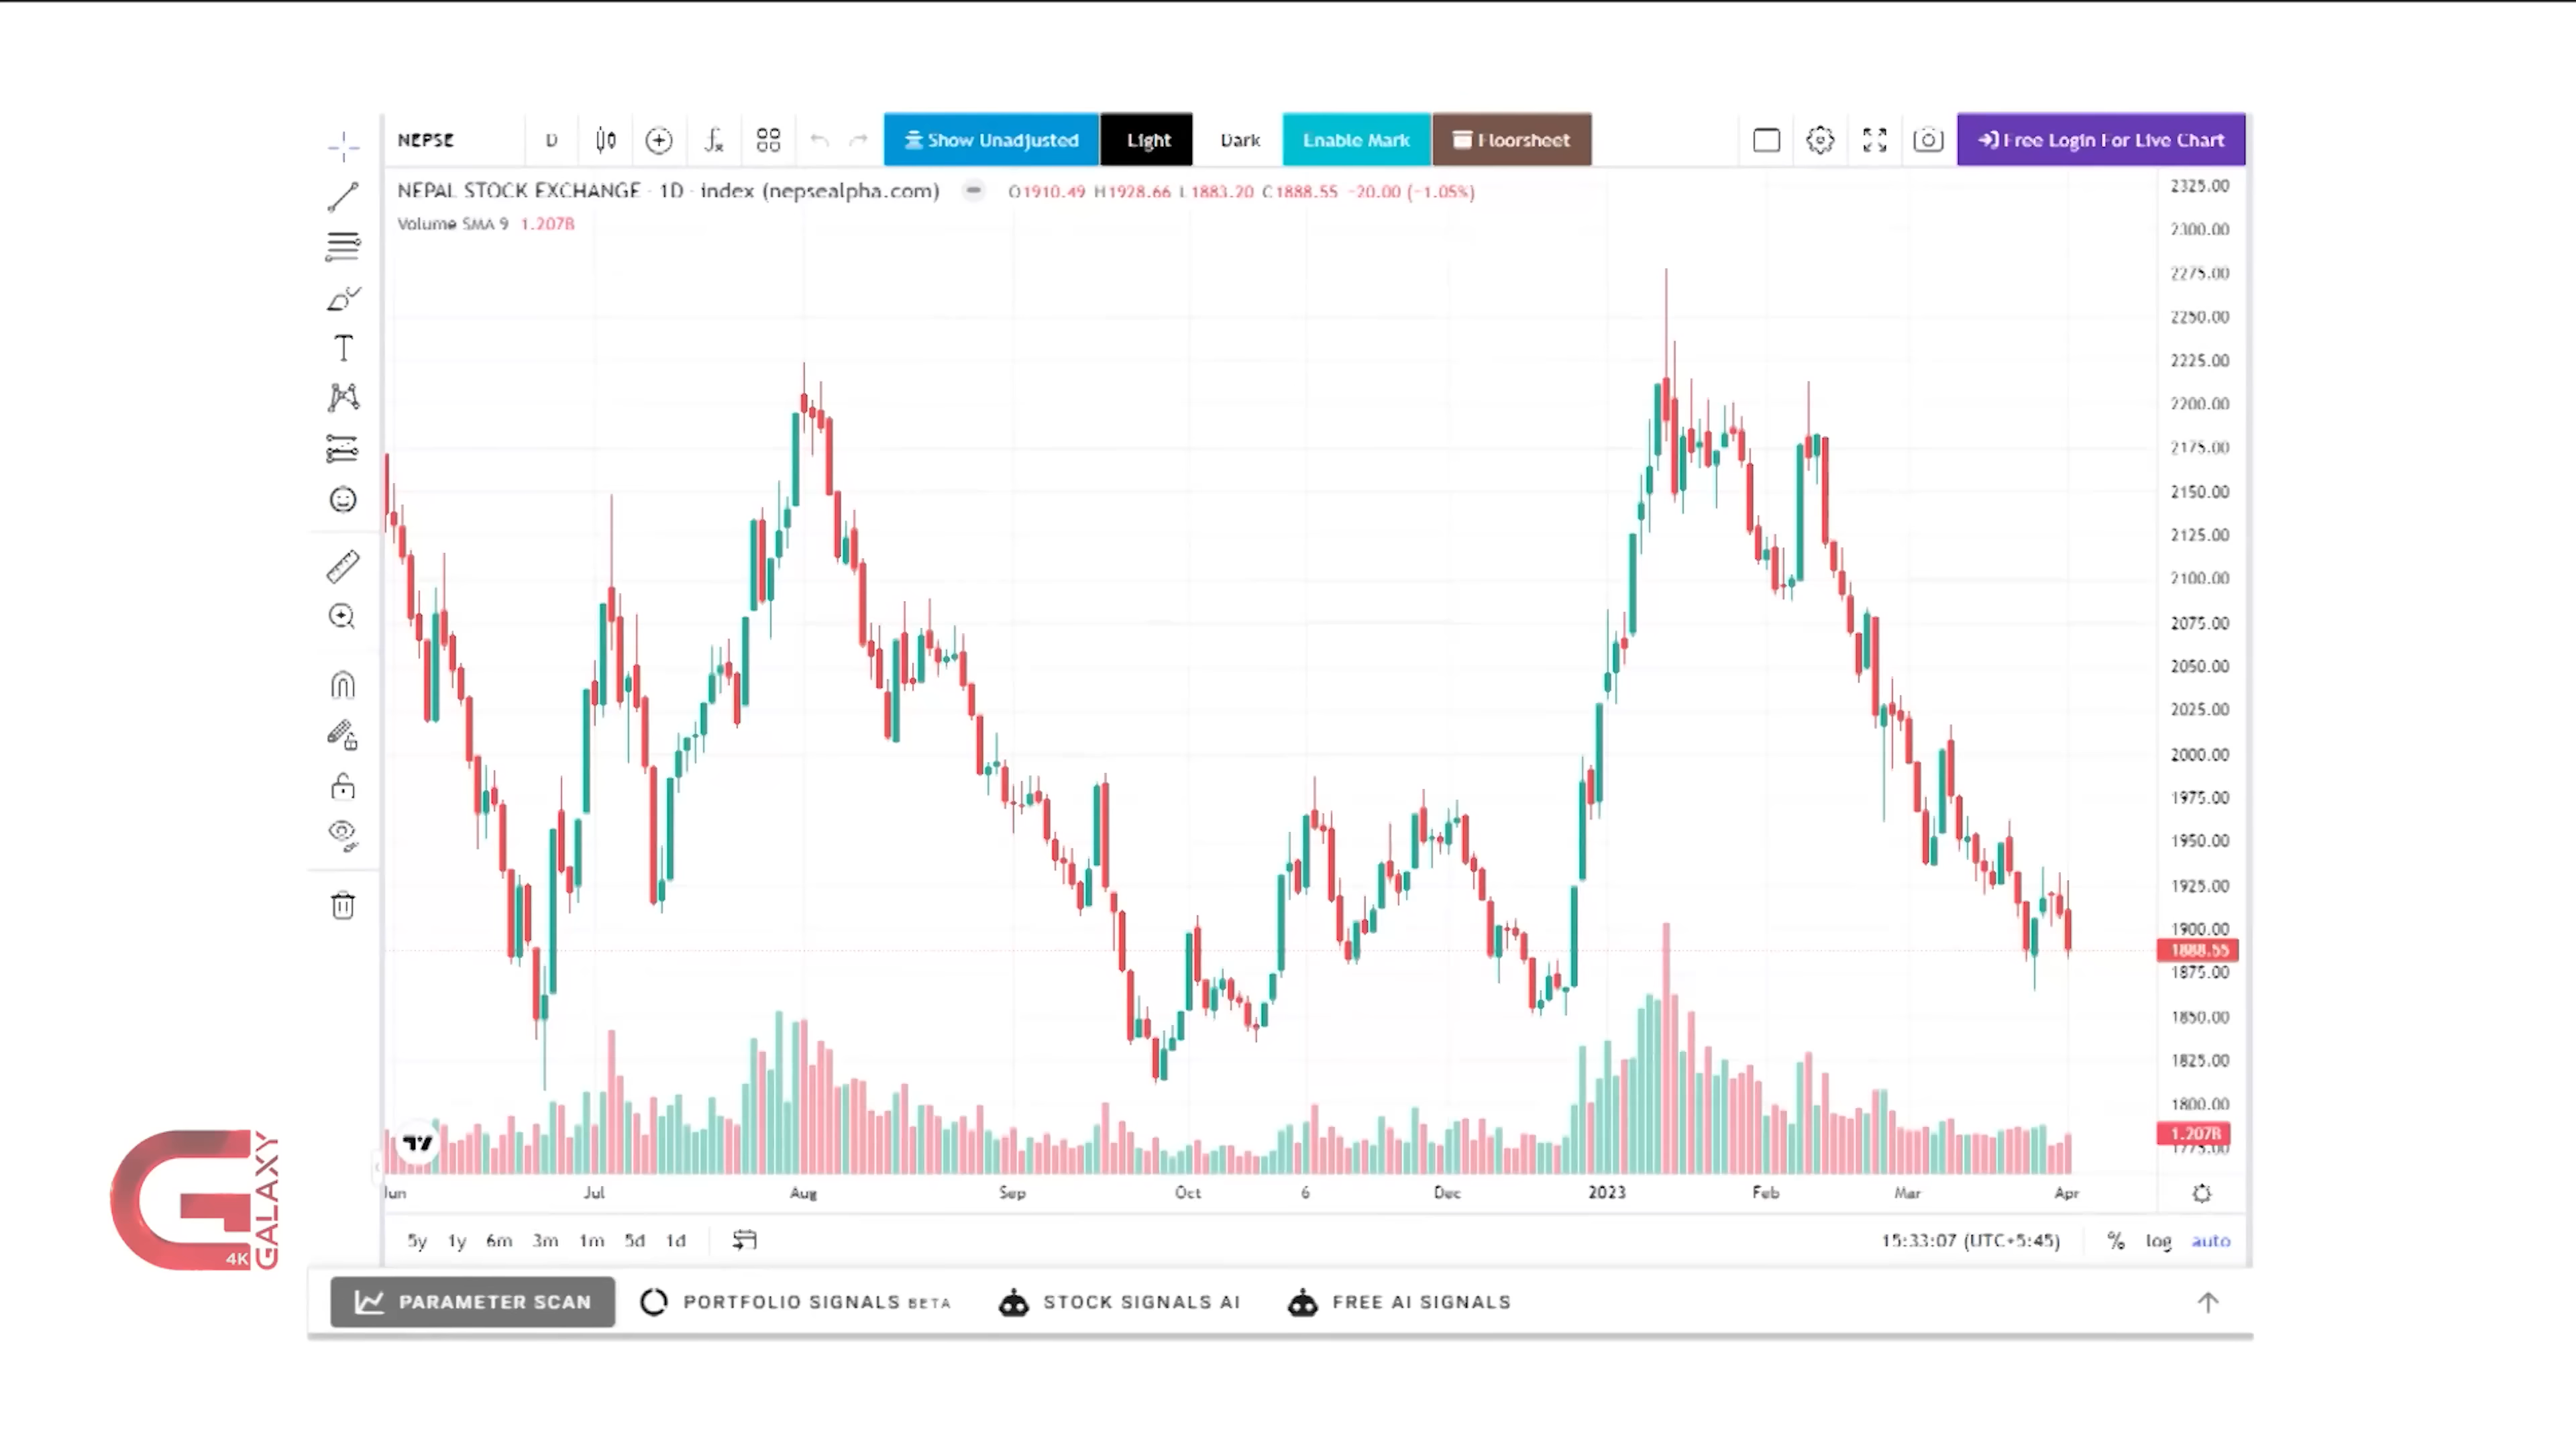 NEPSE D Show Unadjusted Light Dark Enable Mark Floorsheet Free Login For Live Chart
NEPAL STOCK EXCHANGE · 1D · index (nepsealpha.com) O1910.49 H1928.66 L1883.20 C1888.55 −20.00 (−1.05%)
Volume SMA 9 1.207B
2325.00
2300.00
2275.00
2250.00
2225.00
2200.00
2175.00
2150.00
2125.00
2100.00
2075.00
2050.00
2025.00
2000.00
1975.00
1950.00
1925.00
1900.00
1888.55
1875.00
1850.00
1825.00
1800.00
1.207B
1775.00
Jun Jul Aug Sep Oct 6 Dec 2023 Feb Mar Apr
5y 1y 6m 3m 1m 5d 1d 15:33:07 (UTC+5:45) % log auto
PARAMETER SCAN PORTFOLIO SIGNALS BETA STOCK SIGNALS AI FREE AI SIGNALS
GALAXY
4K